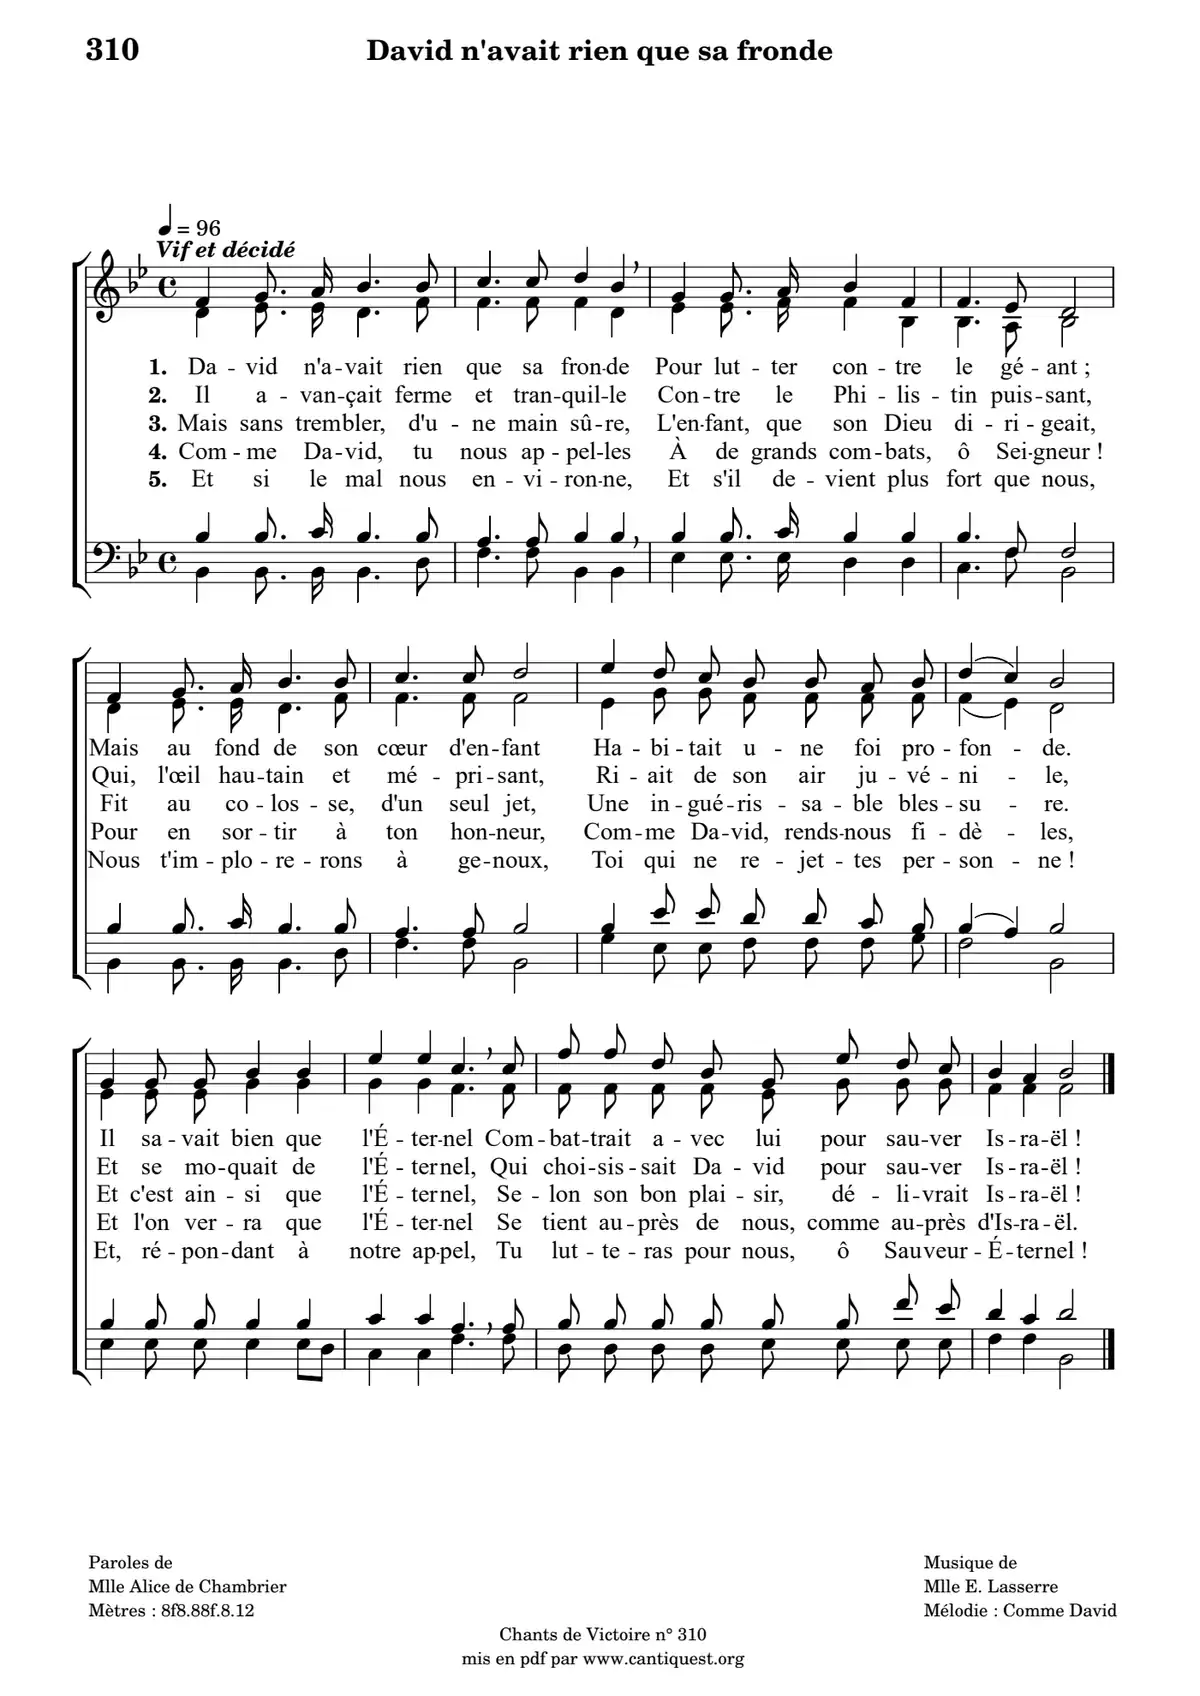 310
David n'avait rien que sa fronde
= 96
Vif et décidé
1. Da - vid n'a - vait rien que sa fron - de Pour lut - ter con - tre le gé - ant ;
2. Il a - van - çait ferme et tran - quil - le Con - tre le Phi - lis - tin puis - sant,
3. Mais sans trembler, d'u - ne main sû - re, L'en - fant, que son Dieu di - ri - geait,
4. Com - me Da - vid, tu nous ap - pel - les À de grands com - bats, ô Sei - gneur !
5. Et si le mal nous en - vi - ron - ne, Et s'il de - vient plus fort que nous,
Mais au fond de son cœur d'en - fant Ha - bi - tait u - ne foi pro - fon - de.
Qui, l'œil hau - tain et mé - pri - sant, Ri - ait de son air ju - vé - ni - le,
Fit au co - los - se, d'un seul jet, Une in - gué - ris - sa - ble bles - su - re.
Pour en sor - tir à ton hon - neur, Com - me Da - vid, rends - nous fi - dè - les,
Nous t'im - plo - re - rons à ge - noux, Toi qui ne re - jet - tes per - son - ne !
Il sa - vait bien que l'É - ter - nel Com - bat - trait a - vec lui pour sau - ver Is - ra - ël !
Et se mo - quait de l'É - ter nel, Qui choi - sis - sait Da - vid pour sau - ver Is - ra - ël !
Et c'est ain - si que l'É - ter nel, Se - lon son bon plai - sir, dé - li - vrait Is - ra - ël !
Et l'on ver - ra que l'É - ter - nel Se tient au - près de nous, comme au - près d'Is - ra - ël.
Et, ré - pon - dant à notre ap - pel, Tu lut - te - ras pour nous, ô Sau veur - É - ter nel !
Paroles de
Mlle Alice de Chambrier
Mètres : 8f8.88f.8.12
Musique de
Mlle E. Lasserre
Mélodie : Comme David
Chants de Victoire n° 310
mis en pdf par www.cantiquest.org